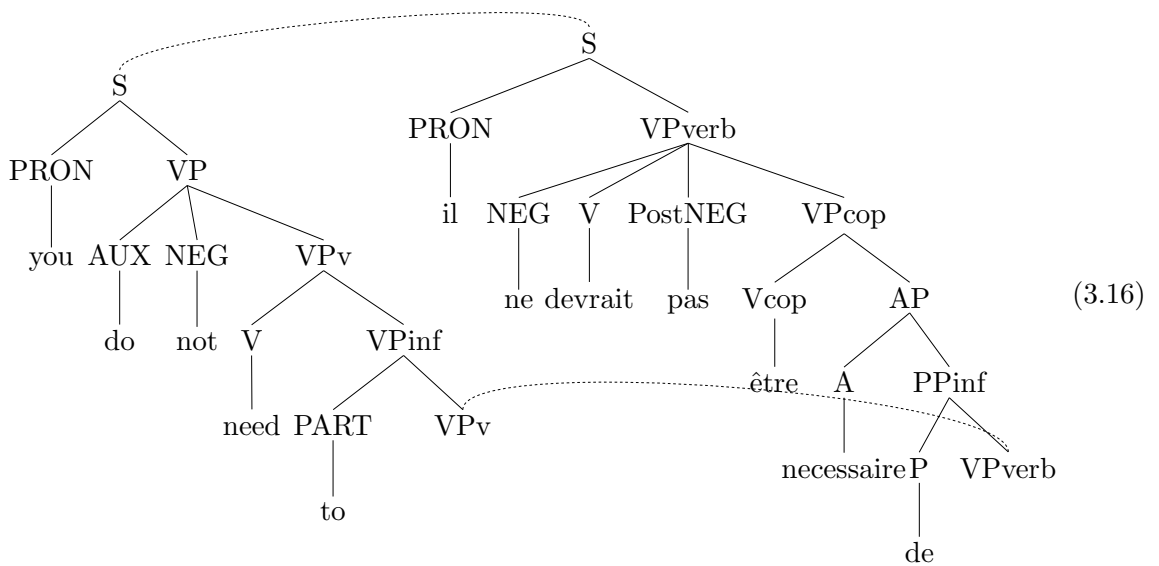 S
S
PRON VPverb
PRON VP
il NEG V PostNEG VPcop
you AUX NEG VPv
ne devrait pas Vcop AP (3.16)
do not V VPinf
être A PPinf
need PART VPv
necessaire P VPverb
to
de